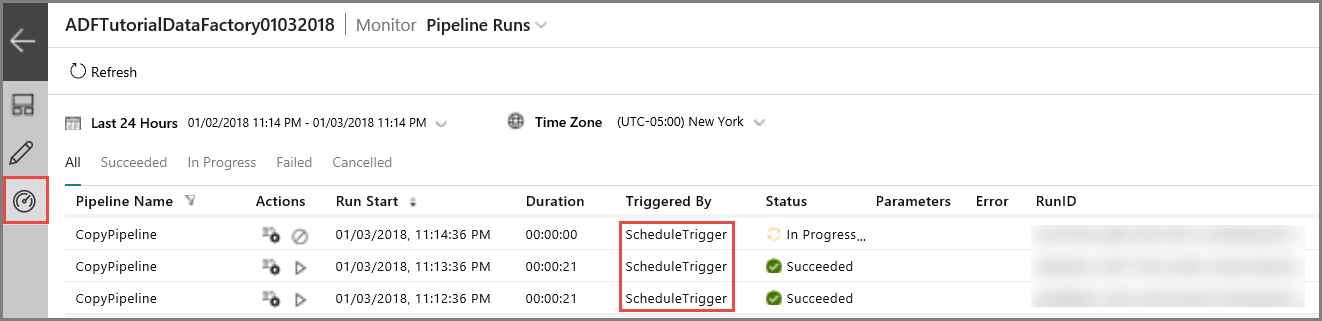 ADFTutorialDataFactory01032018 Monitor Pipeline Runs
Refresh
Last 24 Hours 01/02/2018 11:14 PM - 01/03/2018 11:14 PM Time Zone (UTC-05:00) New York
All Succeeded In Progress Failed Cancelled
Pipeline Name Actions Run Start Duration Triggered By Status Parameters Error RunID
CopyPipeline 01/03/2018, 11:14:36 PM 00:00:00 ScheduleTrigger In Progress...
CopyPipeline 01/03/2018, 11:13:36 PM 00:00:21 ScheduleTrigger Succeeded
CopyPipeline 01/03/2018, 11:12:36 PM 00:00:21 ScheduleTrigger Succeeded